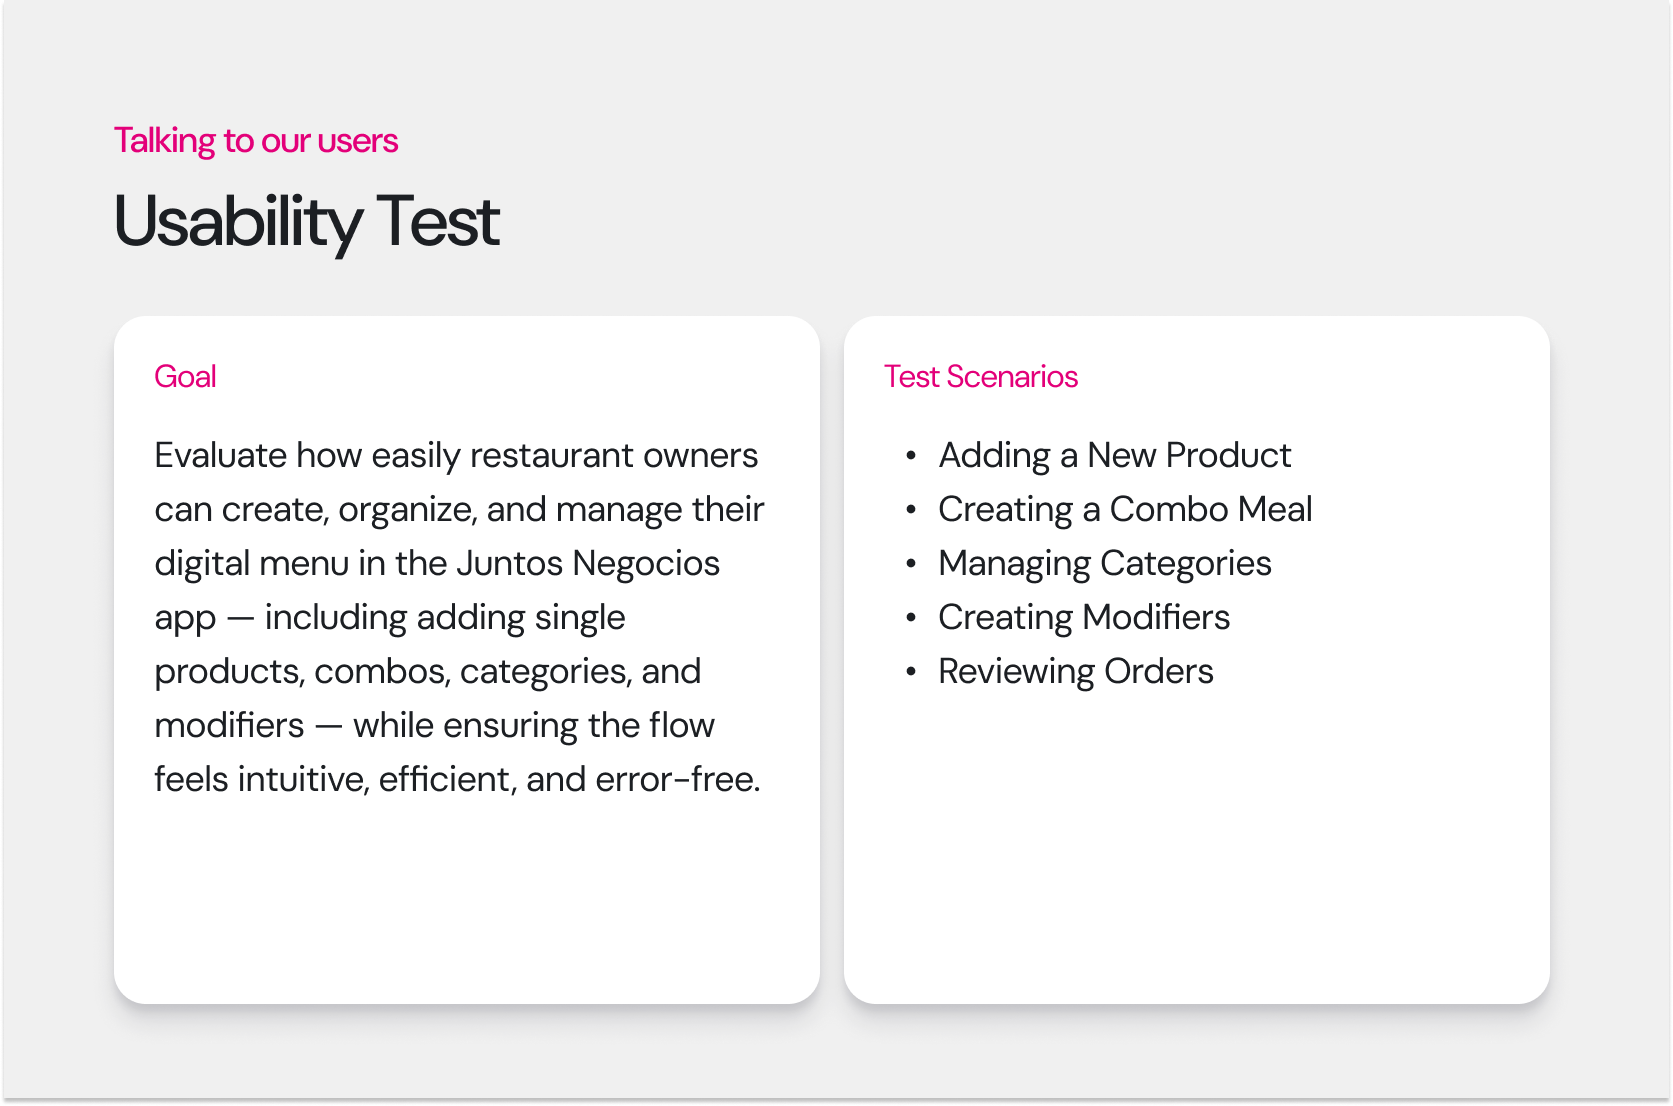 Talking to our users
Usability Test
Goal
Evaluate how easily restaurant owners
can create, organize, and manage their
digital menu in the Juntos Negocios
app — including adding single
products, combos, categories, and
modifiers — while ensuring the flow
feels intuitive, efficient, and error-free.
Test Scenarios
• Adding a New Product
• Creating a Combo Meal
• Managing Categories
• Creating Modifiers
• Reviewing Orders